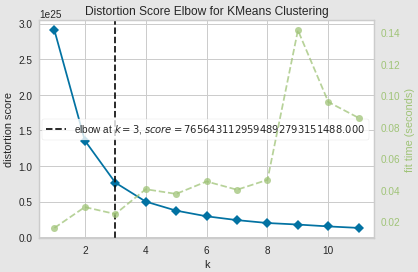 Distortion Score Elbow for KMeans Clustering
1e25
3.0
2.5
2.0
1.5
1.0
0.5
0.0
distortion score
elbow at k = 3, score = 7656431129594892793151488.000
0.14
0.12
0.10
0.08
0.06
0.04
0.02
fit time (seconds)
2 4 6 8 10
k